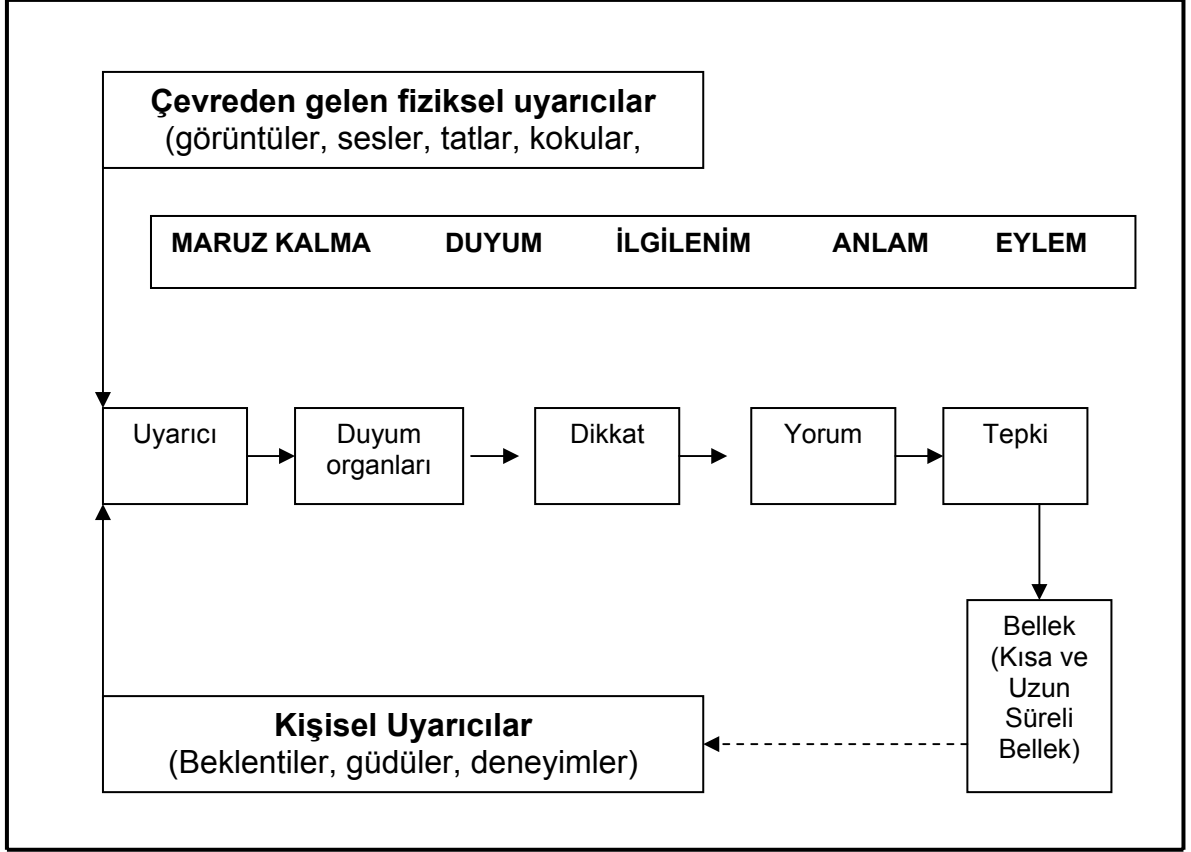 Çevreden gelen fiziksel uyarıcılar
(görüntüler, sesler, tatlar, kokular,
MARUZ KALMA DUYUM İLGİLENİM ANLAM EYLEM
Uyarıcı
Duyum
organları
Dikkat
Yorum
Tepki
Bellek
(Kısa ve
Uzun
Süreli
Bellek)
Kişisel Uyarıcılar
(Beklentiler, güdüler, deneyimler)